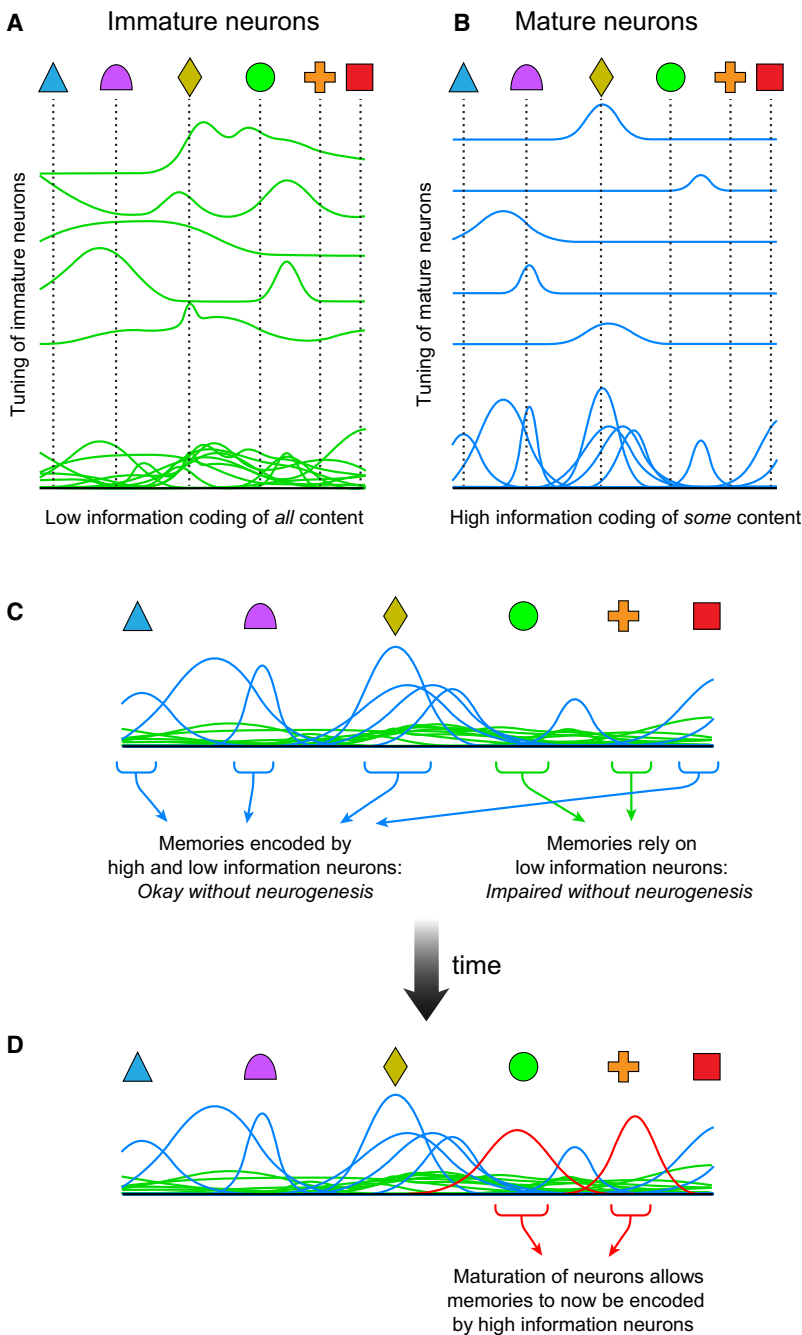 A
Immature neurons
Tuning of immature neurons
Low information coding of all content
B
Mature neurons
Tuning of mature neurons
High information coding of some content
C
Memories encoded by
high and low information neurons:
Okay without neurogenesis
Memories rely on
low information neurons:
Impaired without neurogenesis
time
D
Maturation of neurons allows
memories to now be encoded
by high information neurons